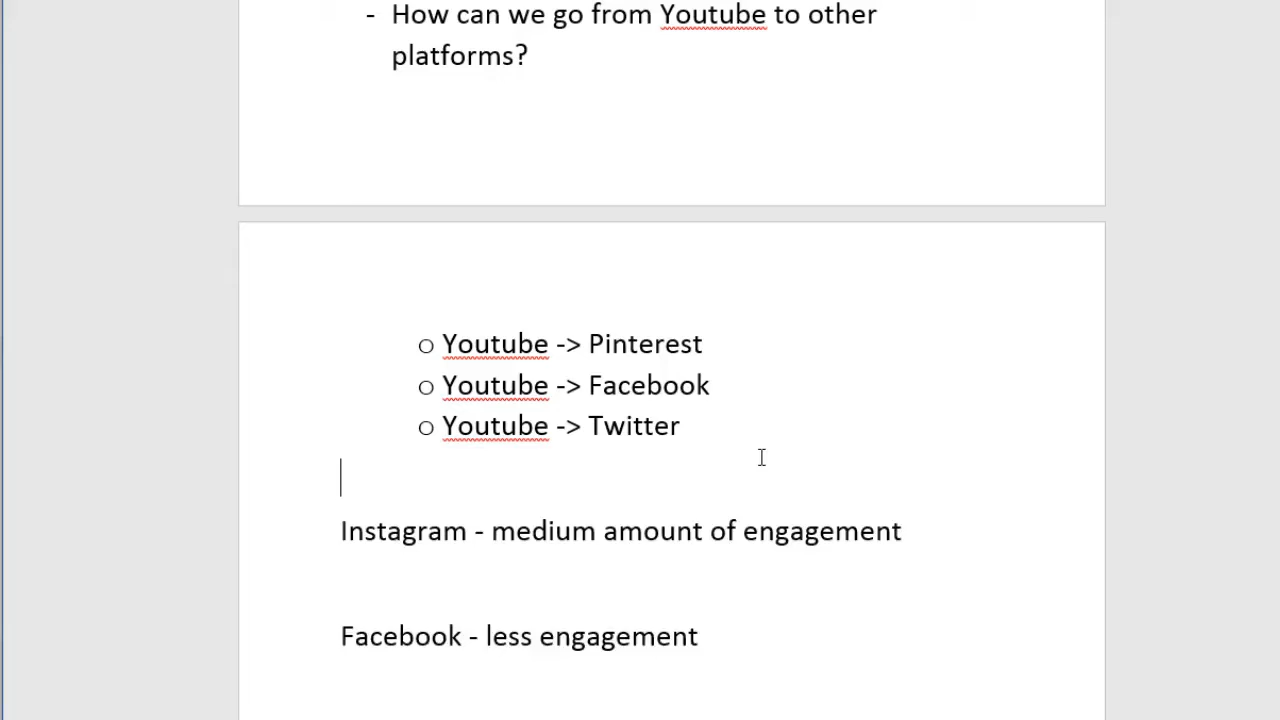 - How can we go from Youtube to other
platforms?
o Youtube -> Pinterest
o Youtube -> Facebook
o Youtube -> Twitter
Instagram - medium amount of engagement
Facebook - less engagement